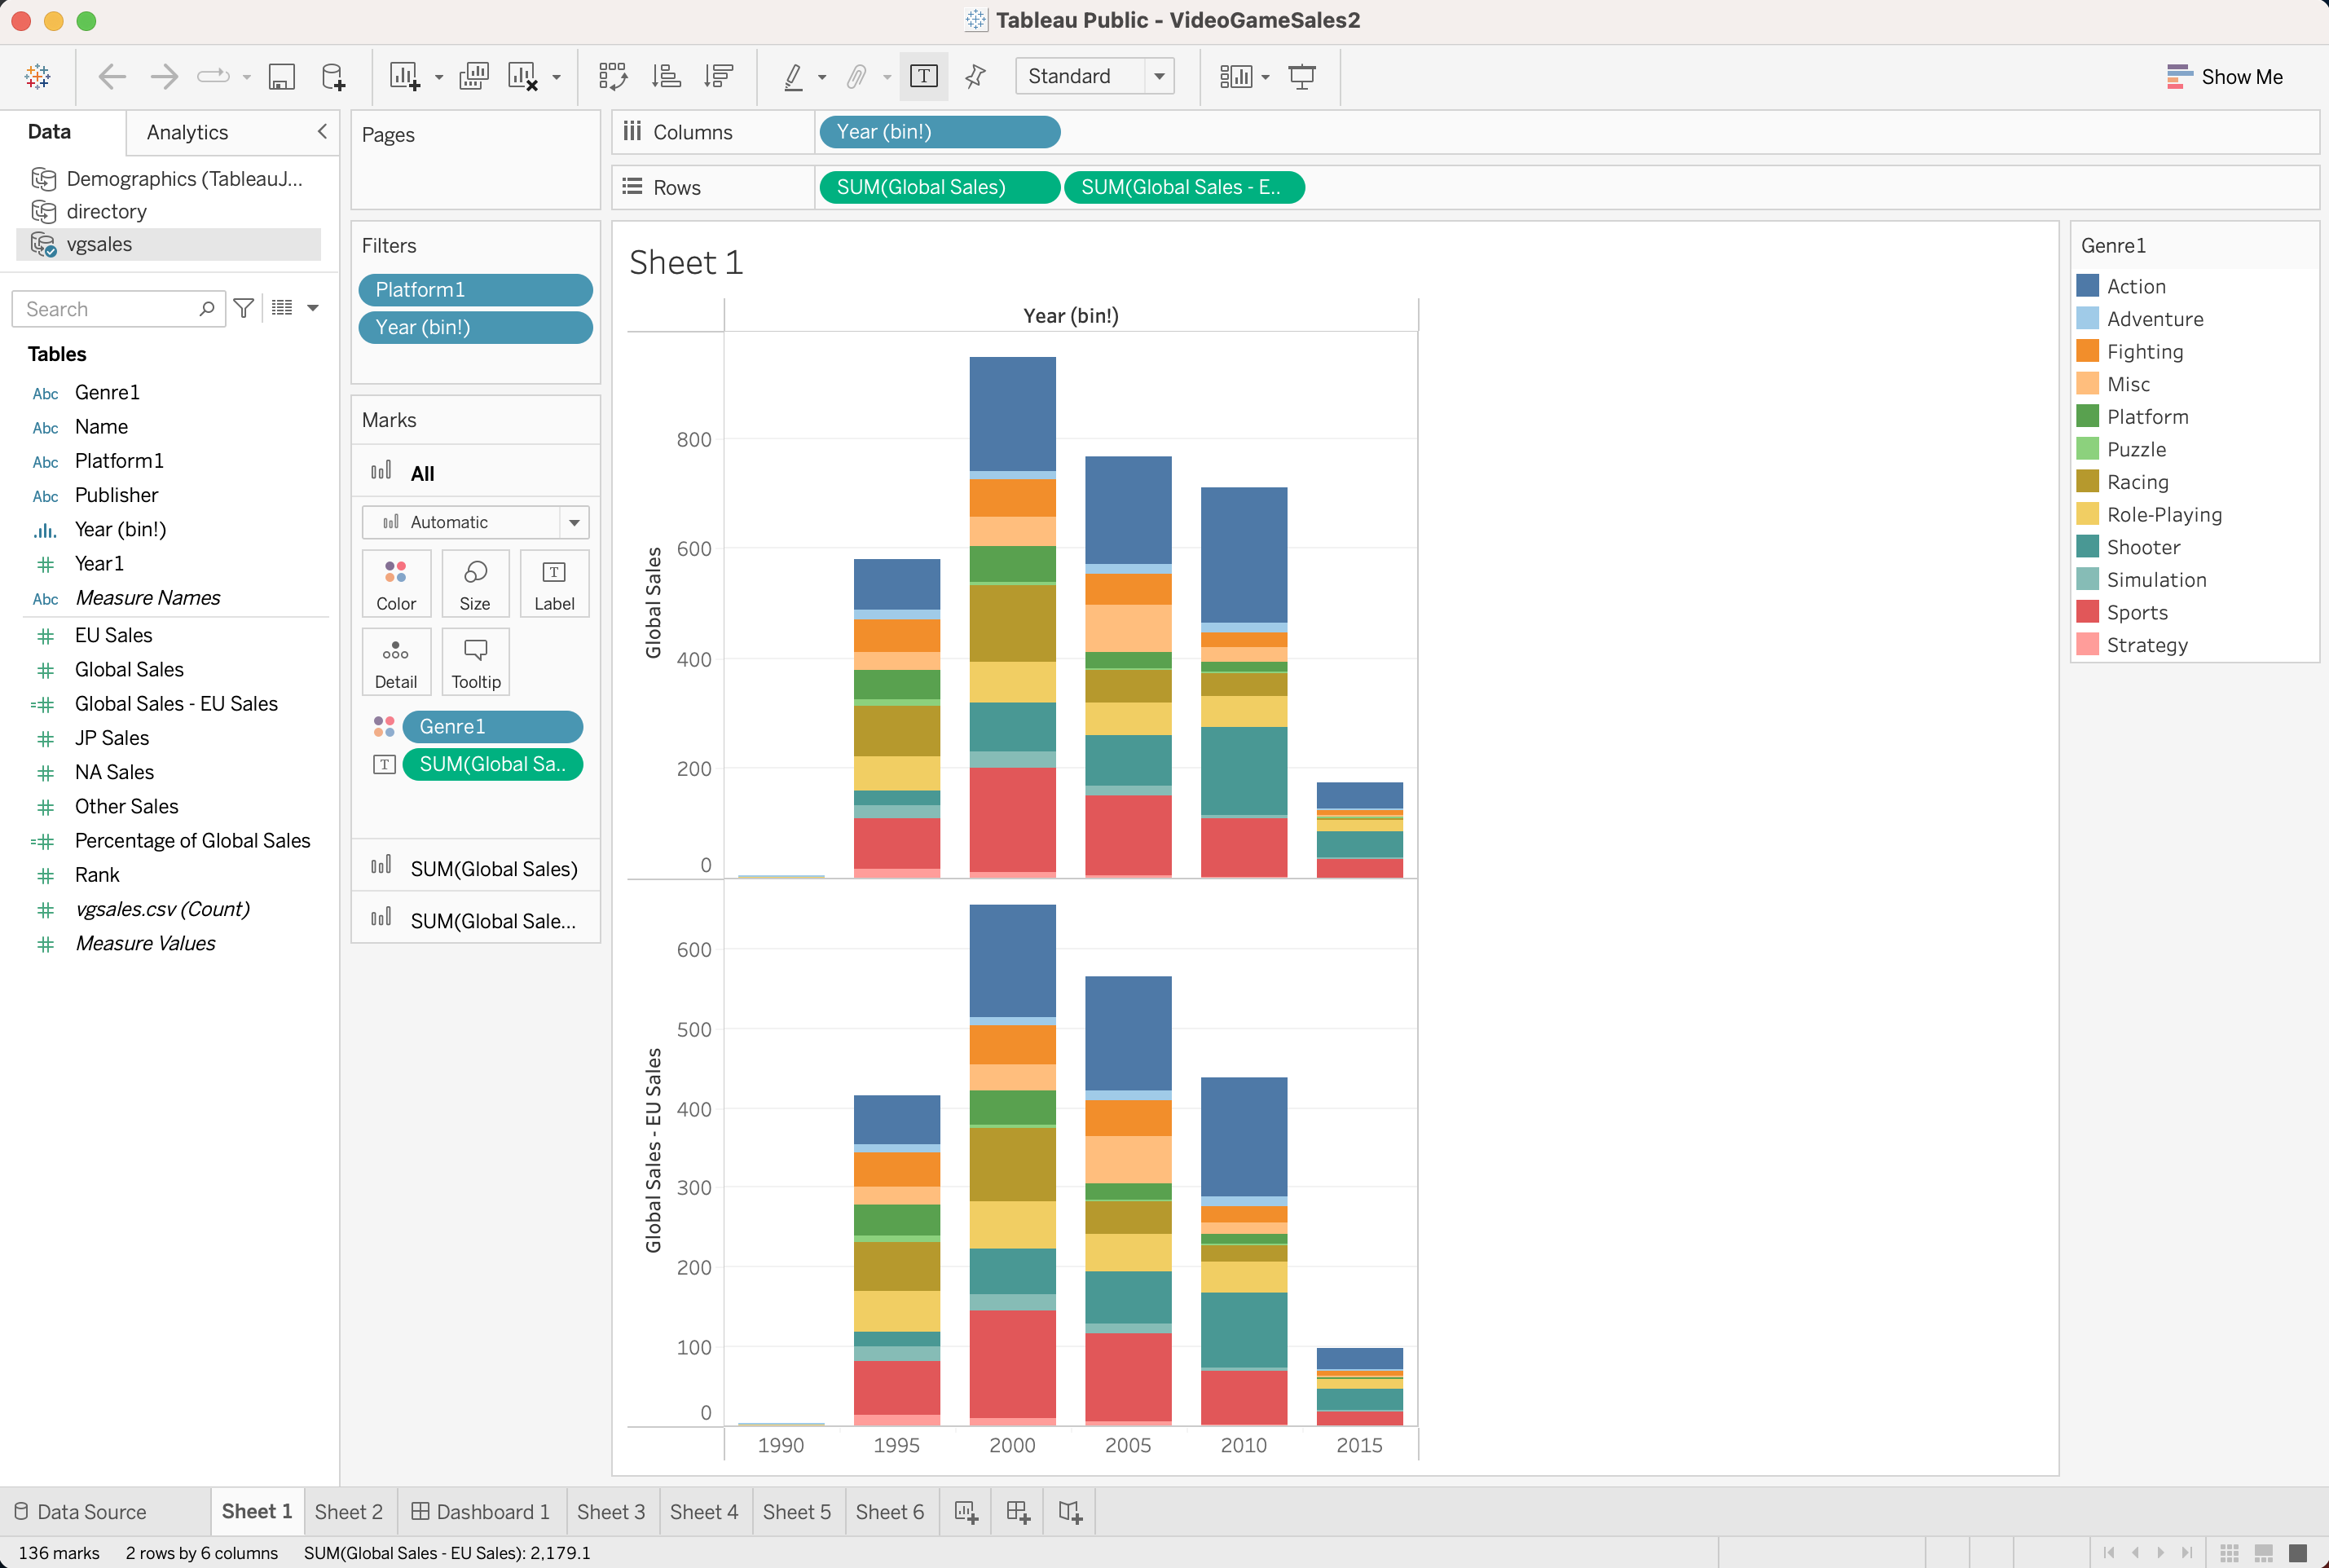 Tableau Public - VideoGameSales2
Standard
Show Me
Data
Analytics
Demographics (TableauJ...
directory
vgsales
Search
Tables
Abc Genre1
Abc Name
Abc Platform1
Abc Publisher
Year (bin!)
Year1
Abc Measure Names
EU Sales
Global Sales
Global Sales - EU Sales
JP Sales
NA Sales
Other Sales
Percentage of Global Sales
Rank
vgsales.csv (Count)
Measure Values
Pages
Filters
Platform1
Year (bin!)
Marks
All
Automatic
Color
Size
T
Label
Detail
Tooltip
Genre1
T SUM(Global Sa..
SUM(Global Sales)
SUM(Global Sale...
Columns
Year (bin!)
Rows
SUM(Global Sales)
SUM(Global Sales - E..
Sheet 1
Year (bin!)
Global Sales
800
600
400
200
0
Global Sales - EU Sales
600
500
400
300
200
100
0
1990
1995
2000
2005
2010
2015
Genre1
Action
Adventure
Fighting
Misc
Platform
Puzzle
Racing
Role-Playing
Shooter
Simulation
Sports
Strategy
Data Source
Sheet 1
Sheet 2
Dashboard 1
Sheet 3
Sheet 4
Sheet 5
Sheet 6
136 marks
2 rows by 6 columns
SUM(Global Sales - EU Sales): 2,179.1